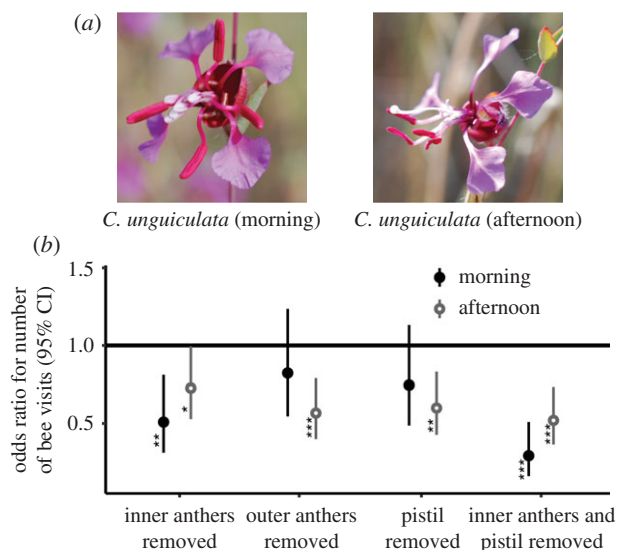 (a)
C. unguiculata (morning)
C. unguiculata (afternoon)
(b)
odds ratio for number
of bee visits (95% CI)
1.5
1.0
0.5
morning
afternoon
**
*
***
**
***
***
inner anthers
removed
outer anthers
removed
pistil
removed
inner anthers and
pistil removed